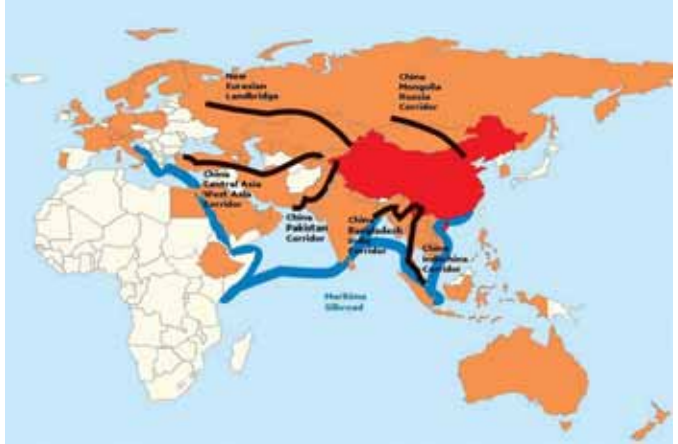 New
Eurasian
Landbridge
China
Mongolia
Russia
Corridor
China
Central Asia
West Asia
Corridor
China
Pakistan
Corridor
China
Bangladesh
Corridor
China
Indochina
Corridor
Maritime
Silkroad